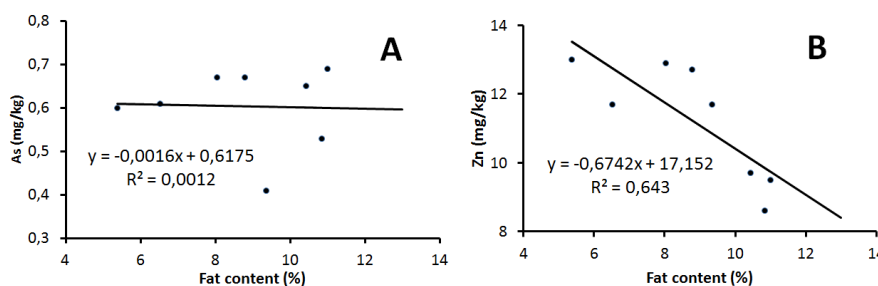 A
As (mg/kg)
0,8
0,7
0,6
0,5
0,4
0,3
y = -0,0016x + 0,6175
R² = 0,0012
4 6 8 10 12 14
Fat content (%)
B
Zn (mg/kg)
14
12
10
8
y = -0,6742x + 17,152
R² = 0,643
4 6 8 10 12 14
Fat content (%)